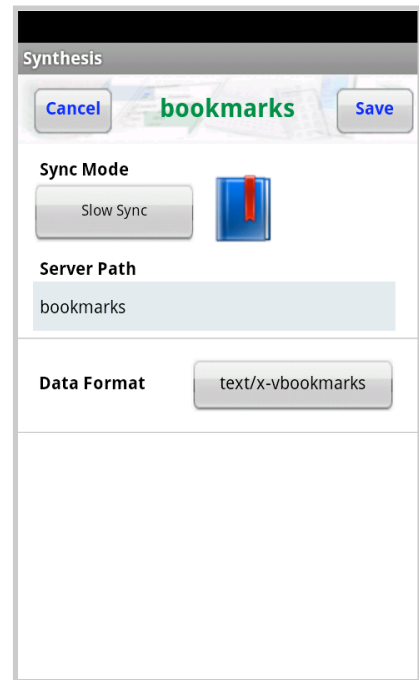 Synthesis
Cancel bookmarks Save
Sync Mode
Slow Sync
Server Path
bookmarks
Data Format text/x-vbookmarks